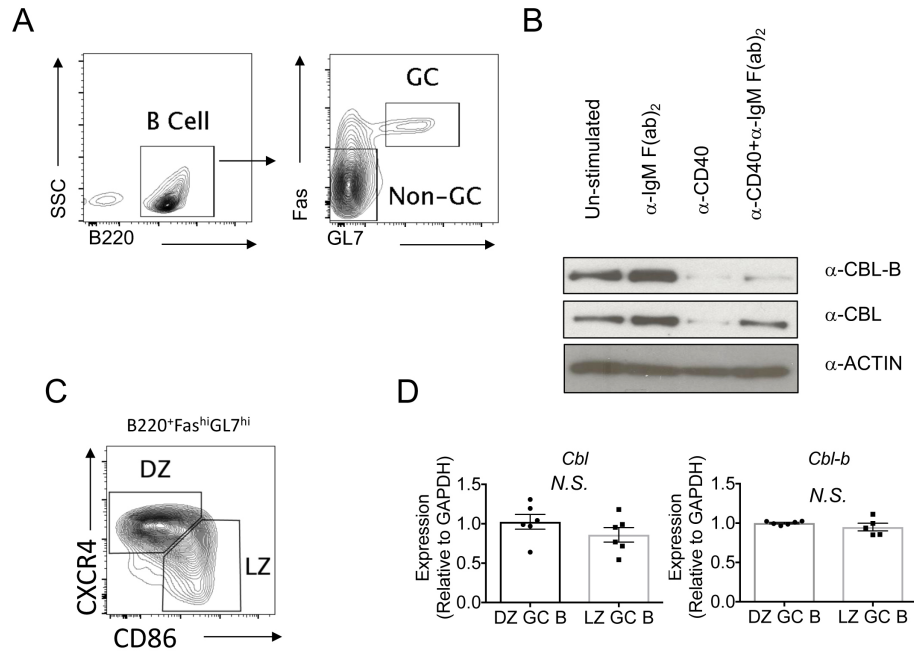 A
SSC
B Cell
B220
Fas
GC
Non-GC
GL7
B
Un-stimulated
α-IgM F(ab)2
α-CD40
α-CD40+α-IgM F(ab)2
α-CBL-B
α-CBL
α-ACTIN
C
B220+FashiGL7hi
DZ
LZ
CXCR4
CD86
D
Expression
(Relative to GAPDH)
Cbl
N.S.
1.5
1.0
0.5
0.0
DZ GC B LZ GC B
Expression
(Relative to GAPDH)
Cbl-b
N.S.
1.5
1.0
0.5
0.0
DZ GC B LZ GC B